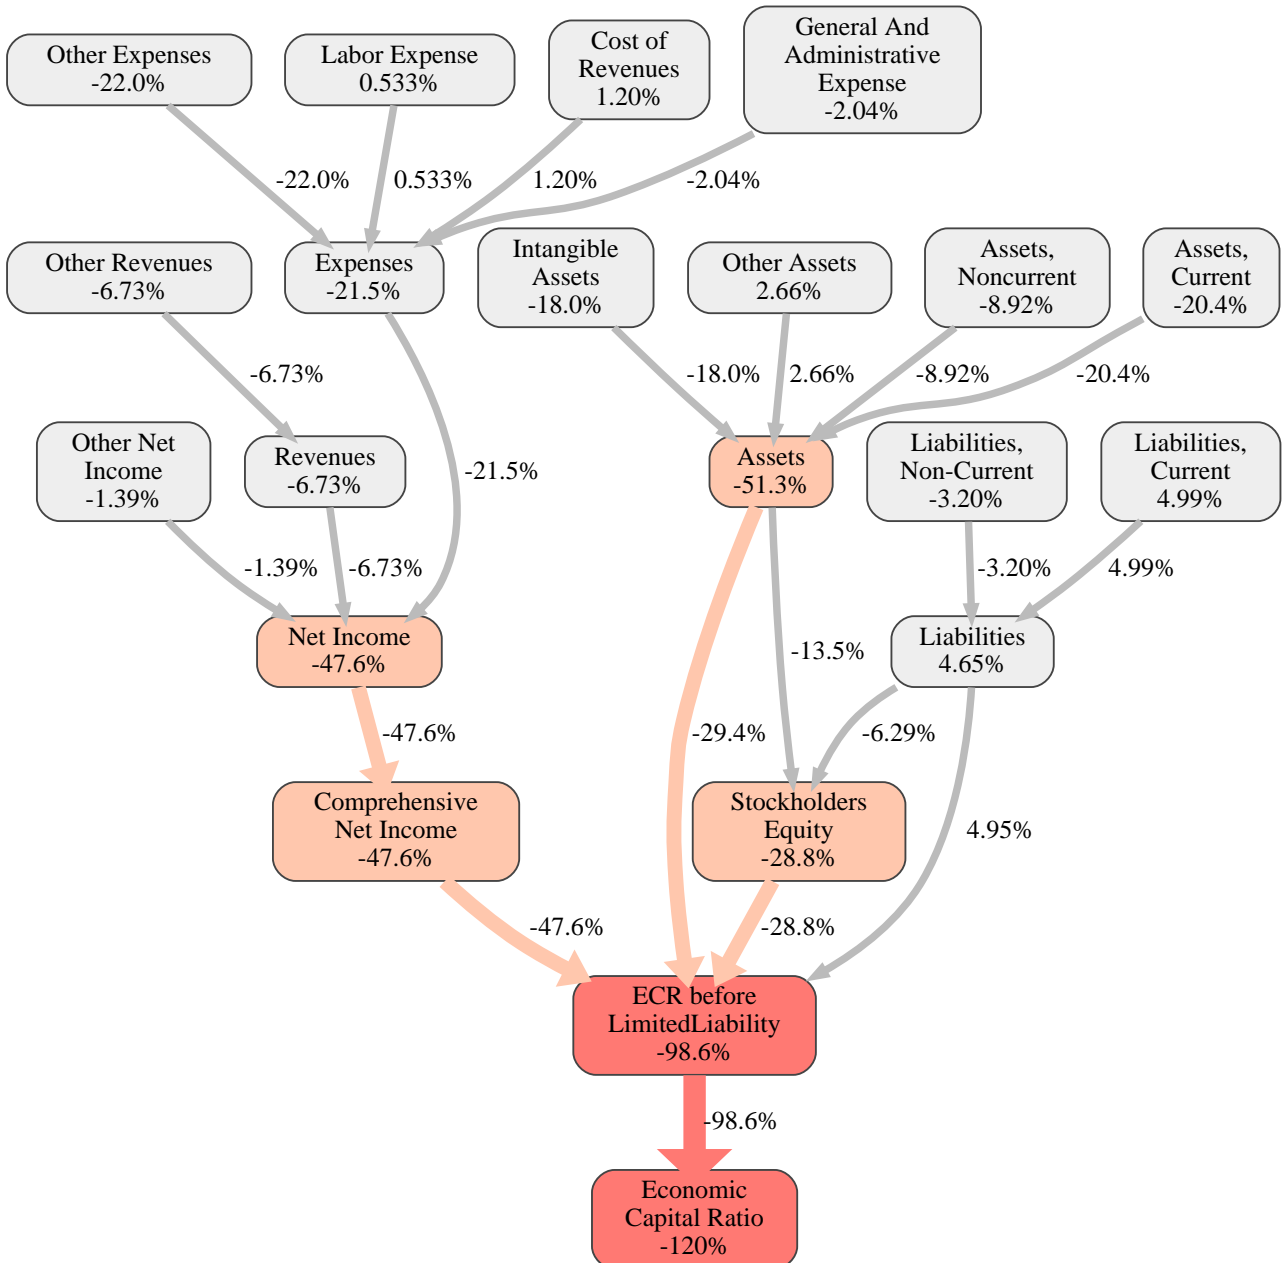 Other Expenses
-22.0%
Labor Expense
0.533%
Cost of
Revenues
1.20%
General And
Administrative
Expense
-2.04%
-22.0%
0.533%
1.20%
-2.04%
Other Revenues
-6.73%
Expenses
-21.5%
Intangible
Assets
-18.0%
Other Assets
2.66%
Assets,
Noncurrent
-8.92%
Assets,
Current
-20.4%
-6.73%
-18.0%
2.66%
-8.92%
-20.4%
Other Net
Income
-1.39%
Revenues
-6.73%
-21.5%
Assets
-51.3%
Liabilities,
Non-Current
-3.20%
Liabilities,
Current
4.99%
-1.39%
-6.73%
-3.20%
4.99%
Net Income
-47.6%
-13.5%
Liabilities
4.65%
-47.6%
-29.4%
-6.29%
Comprehensive
Net Income
-47.6%
Stockholders
Equity
-28.8%
4.95%
-47.6%
-28.8%
ECR before
LimitedLiability
-98.6%
-98.6%
Economic
Capital Ratio
-120%